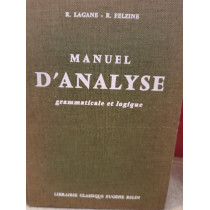 R. LAGANE - R. FELZINE
MANUEL
D'ANALYSE
grammaticale et logique
LIBRAIRIE CLASSIQUE EUGÈNE BELIN